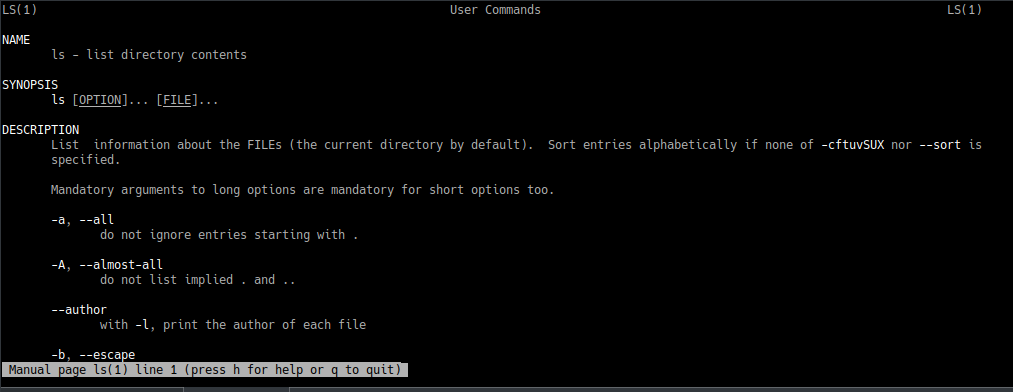 LS(1) User Commands LS(1)
NAME
ls - list directory contents
SYNOPSIS
ls [OPTION]... [FILE]...
DESCRIPTION
List information about the FILEs (the current directory by default). Sort entries alphabetically if none of -cftuvSUX nor --sort is
specified.
Mandatory arguments to long options are mandatory for short options too.
-a, --all
do not ignore entries starting with .
-A, --almost-all
do not list implied . and ..
--author
with -l, print the author of each file
-b, --escape
Manual page ls(1) line 1 (press h for help or q to quit)